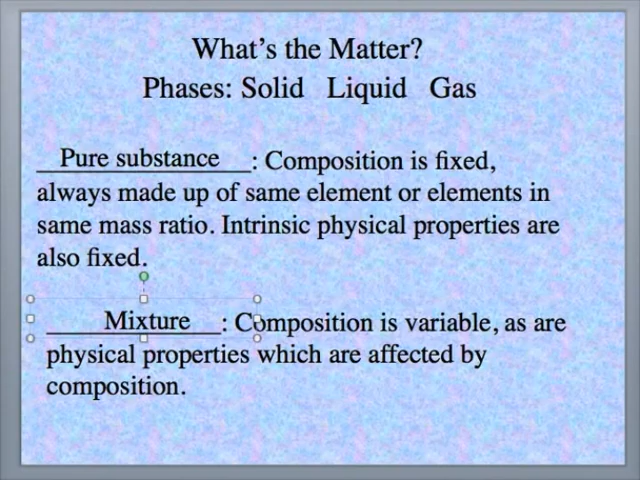 What's the Matter?
Phases: Solid Liquid Gas
Pure substance: Composition is fixed,
always made up of same element or elements in
same mass ratio. Intrinsic physical properties are
also fixed.
Mixture: Composition is variable, as are
physical properties which are affected by
composition.